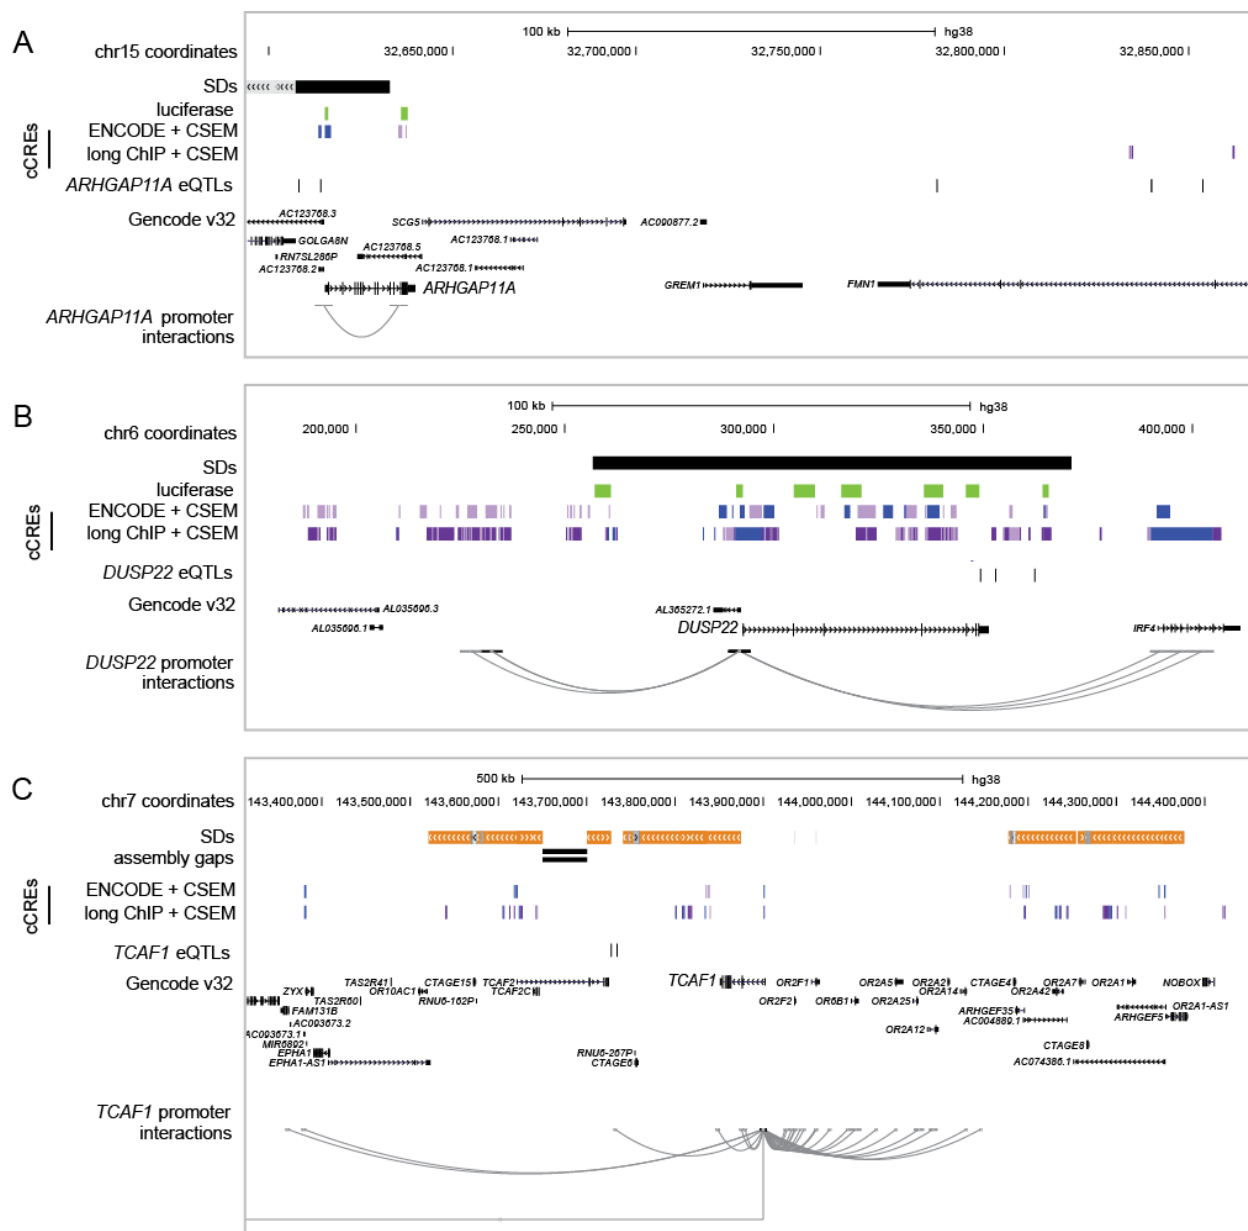 A
100 kb
hg38
chr15 coordinates
32,650,000
32,700,000
32,750,000
32,800,000
32,850,000
SDs
luciferase
cCREs
ENCODE + CSEM
long ChIP + CSEM
ARHGAP11A eQTLs
Gencode v32
AC123768.3
SCG5
AC090877.2
GOLGA8N
AC123768.1
RN7SL286P
AC123768.5
AC123768.2
AC123768.1
ARHGAP11A
GREM1
FMN1
ARHGAP11A promoter
interactions
B
100 kb
hg38
chr6 coordinates
200,000
250,000
300,000
350,000
400,000
SDs
luciferase
cCREs
ENCODE + CSEM
long ChIP + CSEM
DUSP22 eQTLs
Gencode v32
AL035696.3
AL365272.1
AL035696.1
DUSP22
IRF4
DUSP22 promoter
interactions
C
500 kb
hg38
chr7 coordinates
143,400,000
143,500,000
143,600,000
143,700,000
143,800,000
143,900,000
144,000,000
144,100,000
144,200,000
144,300,000
144,400,000
SDs
assembly gaps
cCREs
ENCODE + CSEM
long ChIP + CSEM
TCAF1 eQTLs
Gencode v32
TAS2R41
CTAGE15
TCAF2
TCAF1
OR2F1
OR2A5
OR2A2
CTAGE4
OR2A7
OR2A1
NOBOX
ZYX
OR10AC1
TCAF2C
OR2A14
OR2A42
TAS2R60
RNU6-162P
OR2F2
OR6B1
OR2A25
OR2A1-AS1
FAM131B
ARHGEF35
ARHGEF5
AC093673.2
AC004889.1
AC093673.1
OR2A12
MIR6892
CTAGE8
EPHA1
RNU6-267P
EPHA1-AS1
CTAGE6
AC074386.1
TCAF1 promoter
interactions